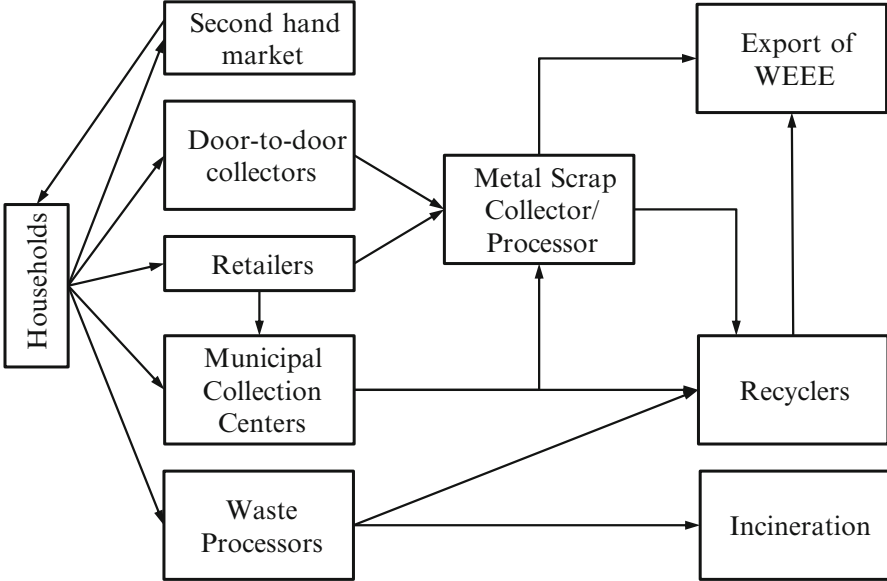 Second hand
market
Export of
WEEE
Door-to-door
collectors
Metal Scrap
Collector/
Processor
Households
Retailers
Municipal
Collection
Centers
Recyclers
Waste
Processors
Incineration